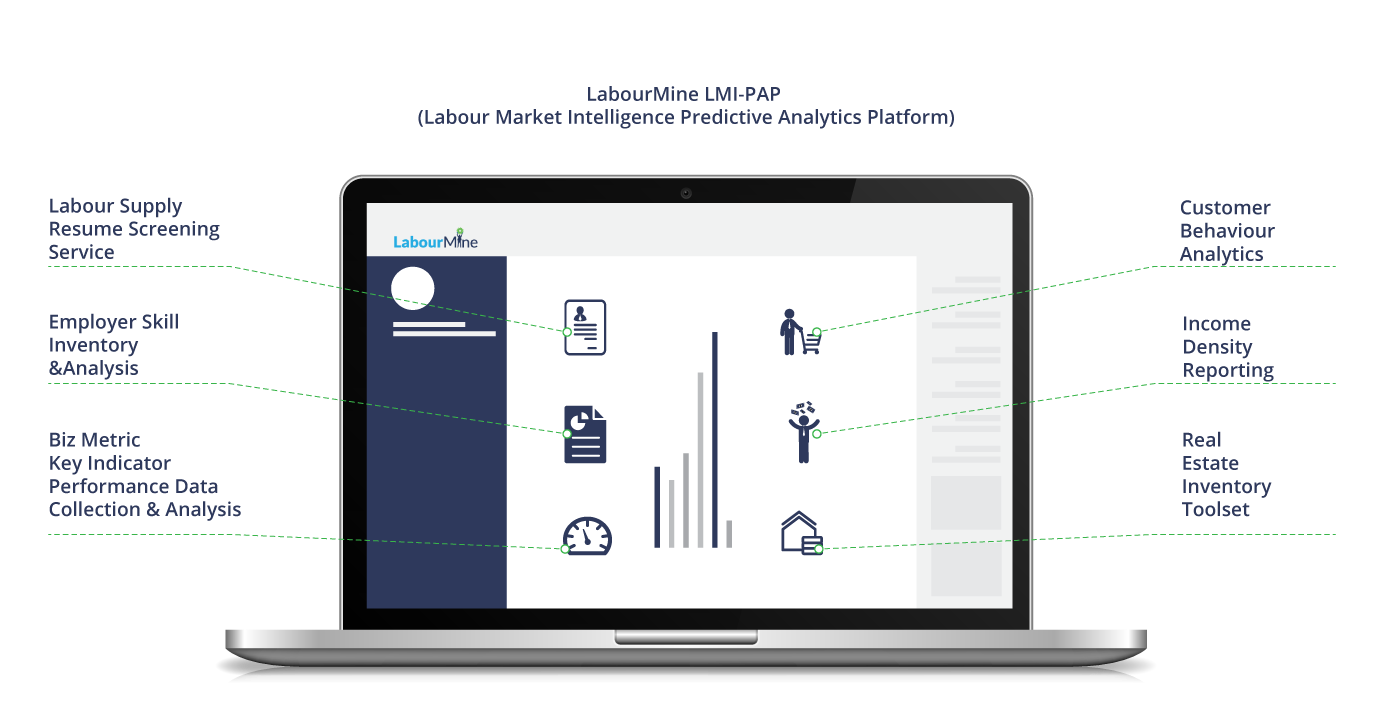 LabourMine LMI-PAP
(Labour Market Intelligence Predictive Analytics Platform)
Labour Supply
Resume Screening
Service
Employer Skill
Inventory
&Analysis
Biz Metric
Key Indicator
Performance Data
Collection & Analysis
LabourMine
Customer
Behaviour
Analytics
Income
Density
Reporting
Real
Estate
Inventory
Toolset